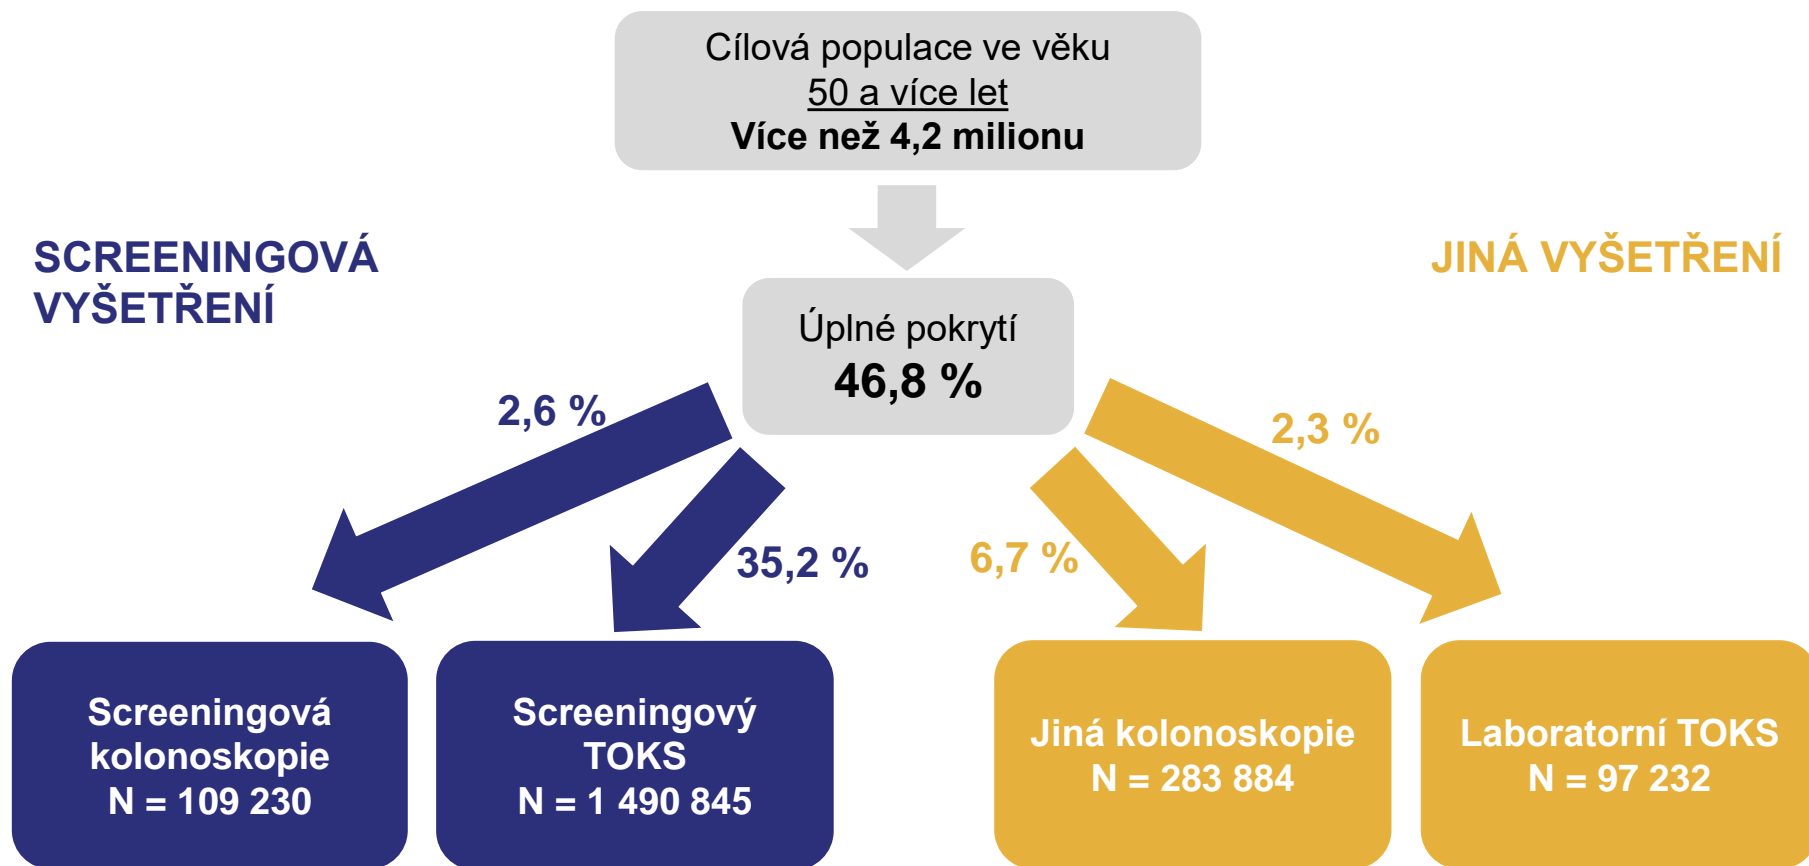 Cílová populace ve věku
50 a více let
Více než 4,2 milionu
SCREENINGOVÁ
VYŠETŘENÍ
JINÁ VYŠETŘENÍ
Úplné pokrytí
46,8 %
2,6 %
35,2 %
6,7 %
2,3 %
Screeningová
kolonoskopie
N = 109 230
Screeningový
TOKS
N = 1 490 845
Jiná kolonoskopie
N = 283 884
Laboratorní TOKS
N = 97 232